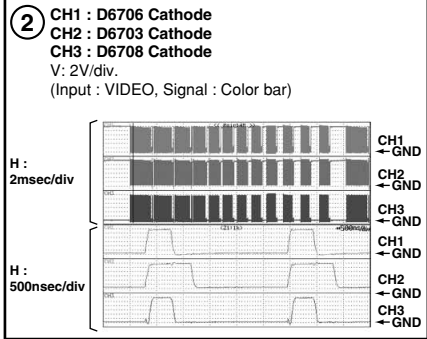 2
CH1 : D6706 Cathode
CH2 : D6703 Cathode
CH3 : D6708 Cathode
V: 2V/div.
(Input : VIDEO, Signal : Color bar)
H :
2msec/div
CH1
GND
CH2
GND
CH3
GND
H :
500nsec/div
CH1
GND
CH2
GND
CH3
GND